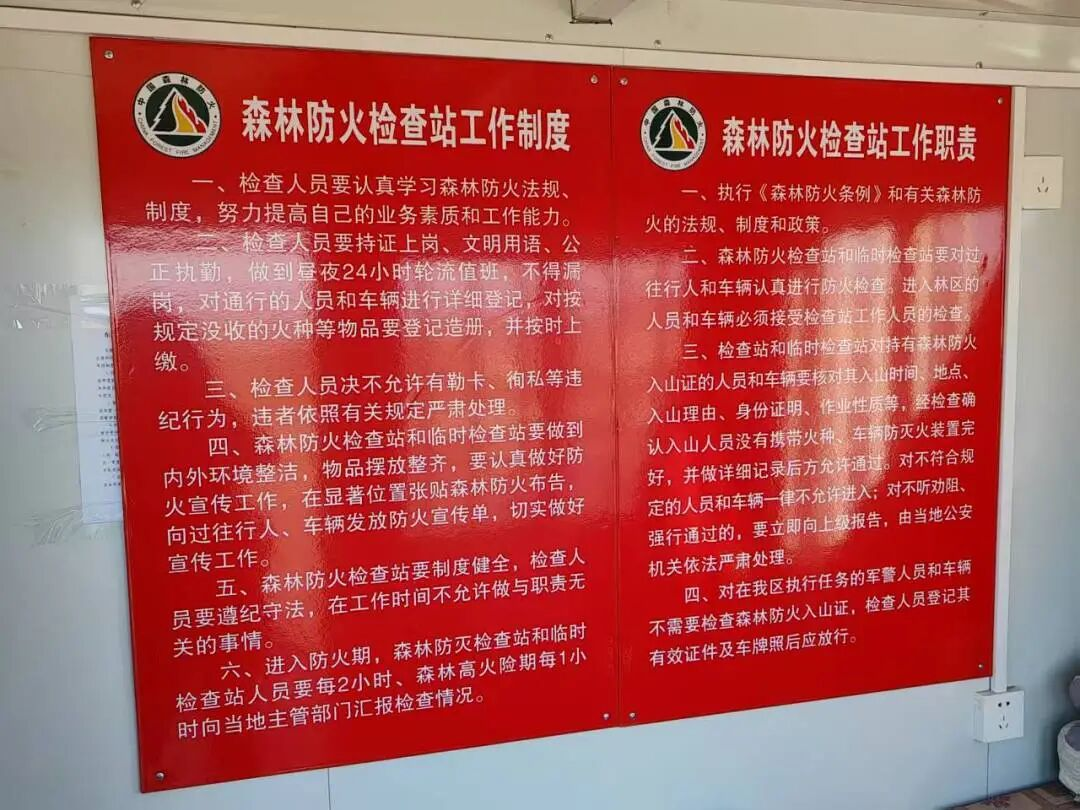 中国森林防火
CHINA FOREST FIRE MANAGEMENT
森林防火检查站工作制度
一、检查人员要认真学习森林防火法规、
制度，努力提高自己的业务素质和工作能力。
二、检查人员要持证上岗、文明用语、公
正执勤，做到昼夜24小时轮流值班，不得漏
岗，对通行的人员和车辆进行详细登记，对按
规定没收的火种等物品要登记造册，并按时上
缴。
三、检查人员决不允许有勒卡、徇私等违
纪行为，违者依照有关规定严肃处理。
四、森林防火检查站和临时检查站要做到
内外环境整洁，物品摆放整齐，要认真做好防
火宣传工作，在显著位置张贴森林防火布告，
向过往行人、车辆发放防火宣传单，切实做好
宣传工作。
五、森林防火检查站要制度健全，检查人
员要遵纪守法，在工作时间不允许做与职责无
关的事情。
六、进入防火期，森林防灭检查站和临时
检查站人员要每2小时、森林高火险期每1小
时向当地主管部门汇报检查情况。
中国森林防火
CHINA FOREST FIRE MANAGEMENT
森林防火检查站工作职责
一、执行《森林防火条例》和有关森林防
火的法规、制度和政策。
二、森林防火检查站和临时检查站要对过
往行人和车辆认真进行防火检查。进入林区的
人员和车辆必须接受检查站工作人员的检查。
三、检查站和临时检查站对持有森林防火
入山证的人员和车辆要核对其入山时间、地点、
入山理由、身份证明、作业性质等，经检查确
认入山人员没有携带火种、车辆防灭火装置完
好，并做详细记录后方允许通过。对不符合规
定的人员和车辆一律不允许进入；对不听劝阻、
强行通过的，要立即向上级报告，由当地公安
机关依法严肃处理。
四、对在我区执行任务的军警人员和车辆
不需要检查森林防火入山证，检查人员登记其
有效证件及车牌照后应放行。